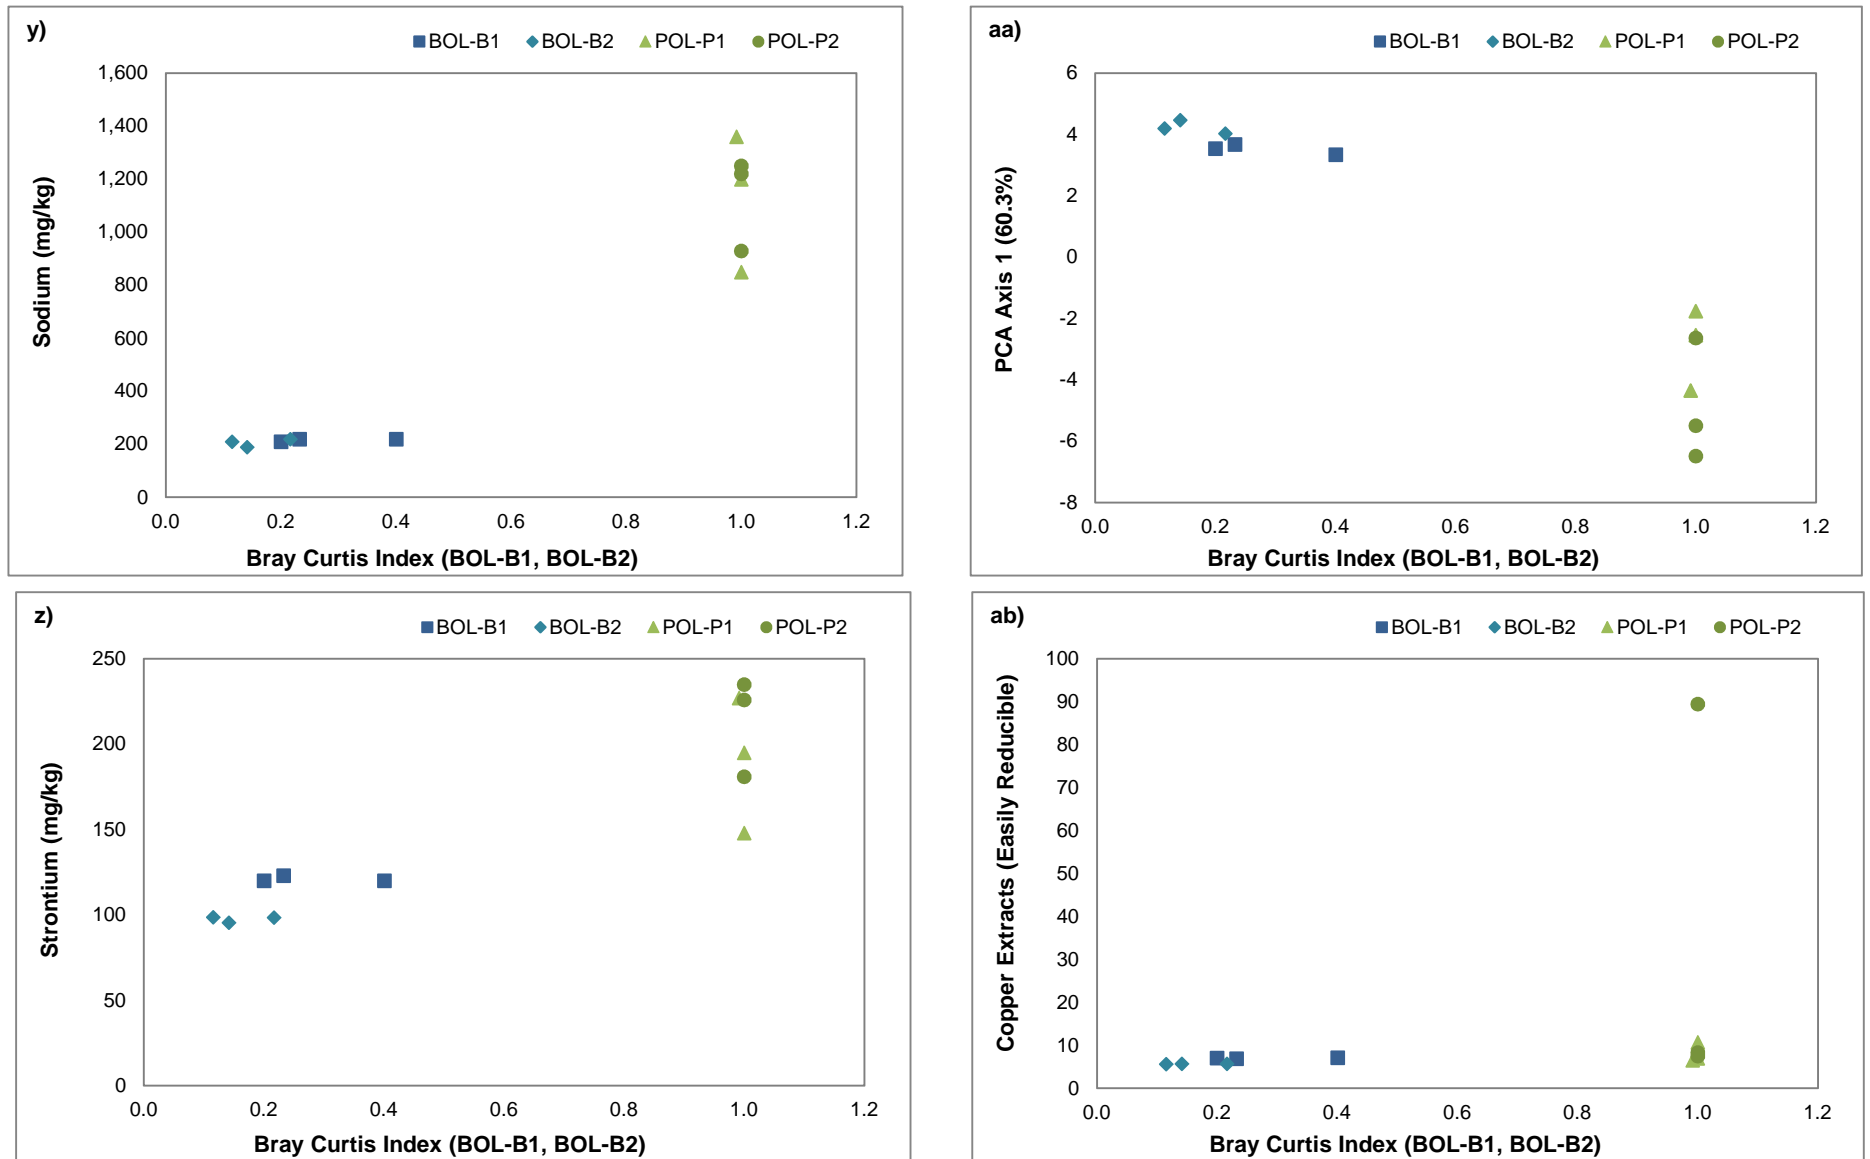 y)
BOL-B1 BOL-B2 POL-P1 POL-P2
1,600
1,400
1,200
1,000
800
600
400
200
0
Sodium (mg/kg)
0.0 0.2 0.4 0.6 0.8 1.0 1.2
Bray Curtis Index (BOL-B1, BOL-B2)
aa)
BOL-B1 BOL-B2 POL-P1 POL-P2
6
4
2
0
-2
-4
-6
-8
PCA Axis 1 (60.3%)
0.0 0.2 0.4 0.6 0.8 1.0 1.2
Bray Curtis Index (BOL-B1, BOL-B2)
z)
BOL-B1 BOL-B2 POL-P1 POL-P2
250
200
150
100
50
0
Strontium (mg/kg)
0.0 0.2 0.4 0.6 0.8 1.0 1.2
Bray Curtis Index (BOL-B1, BOL-B2)
ab)
BOL-B1 BOL-B2 POL-P1 POL-P2
100
90
80
70
60
50
40
30
20
10
0
Copper Extracts (Easily Reducible)
0.0 0.2 0.4 0.6 0.8 1.0 1.2
Bray Curtis Index (BOL-B1, BOL-B2)